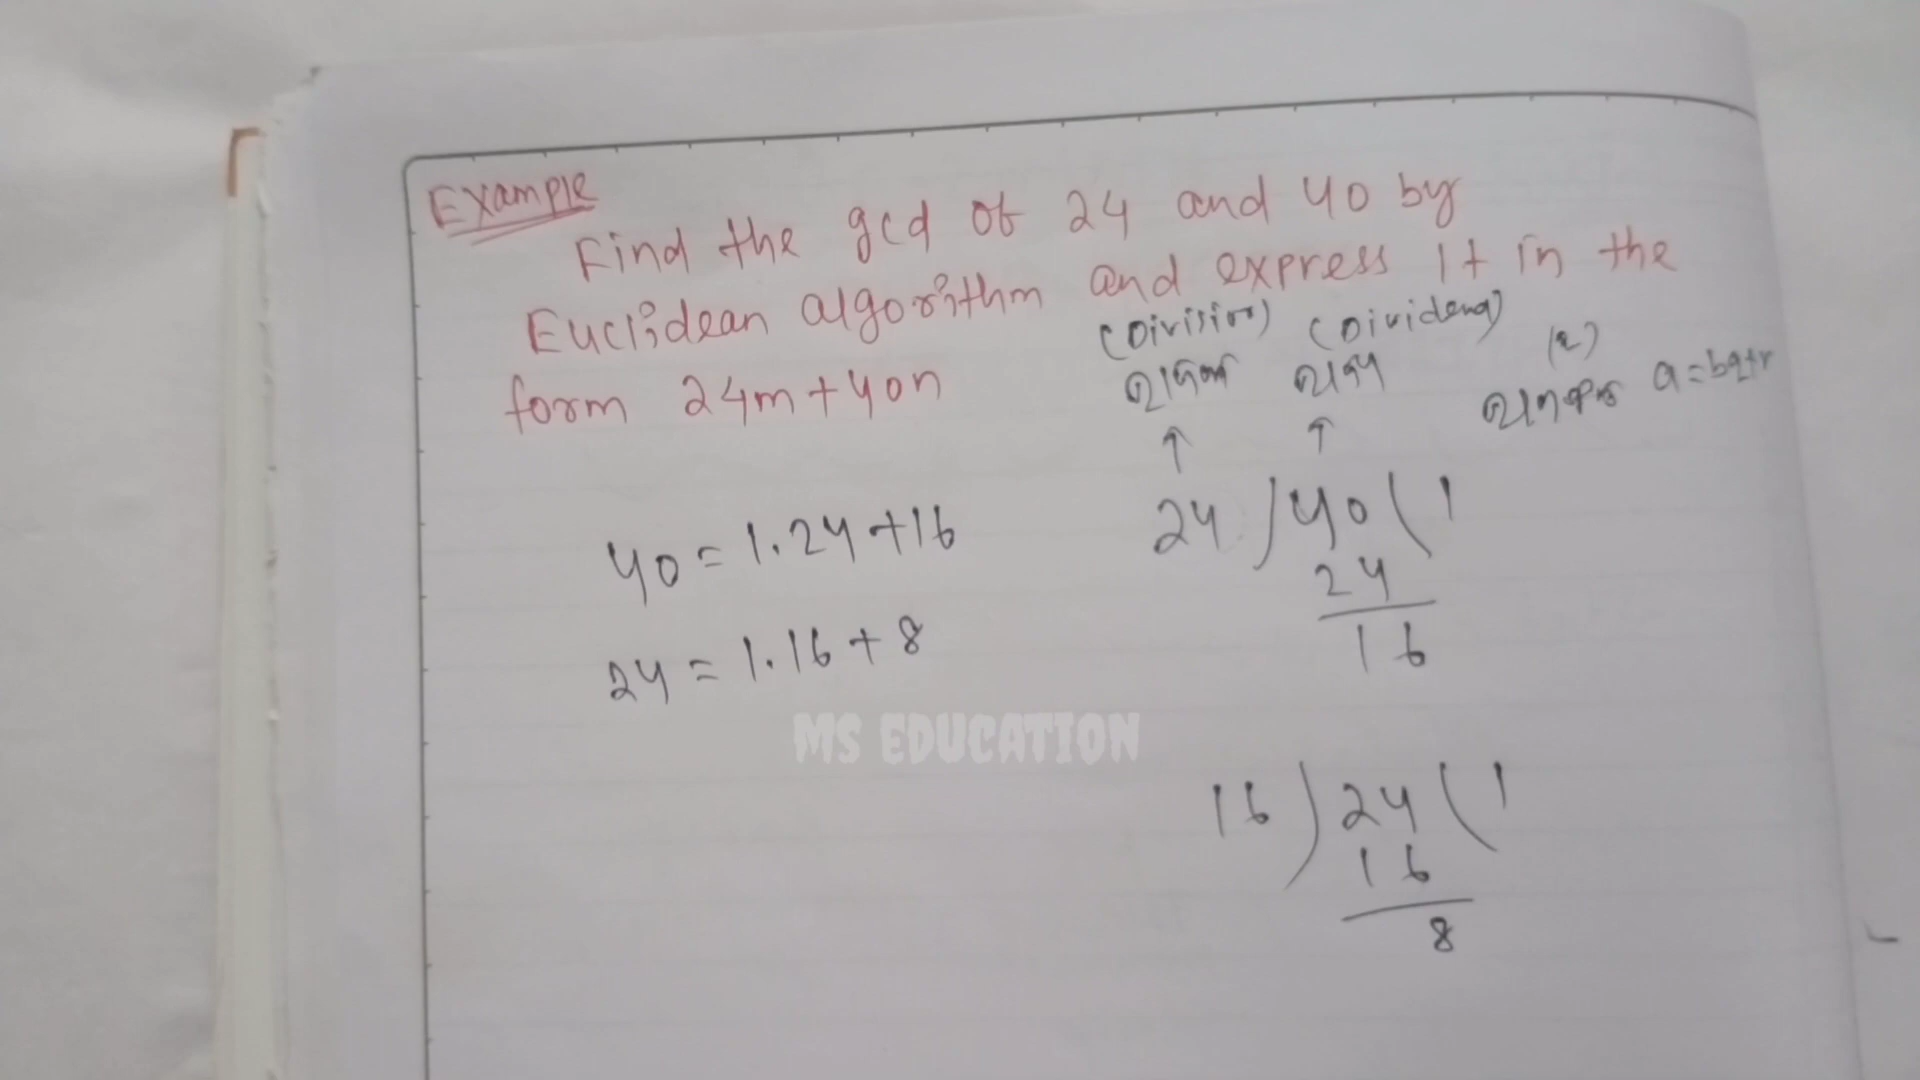 Example
Find the gcd of 24 and 40 by
Euclidean algorithm and express it in the
form 24m+40n
(Division) (Dividend) (q)
ભાજક ભાજ્ય a=bq+r
↑ ↑
40 = 1.24+16
24 ) 40 ( 1
24
16
24 = 1.16 + 8
16 ) 24 ( 1
16
8
MS EDUCATION